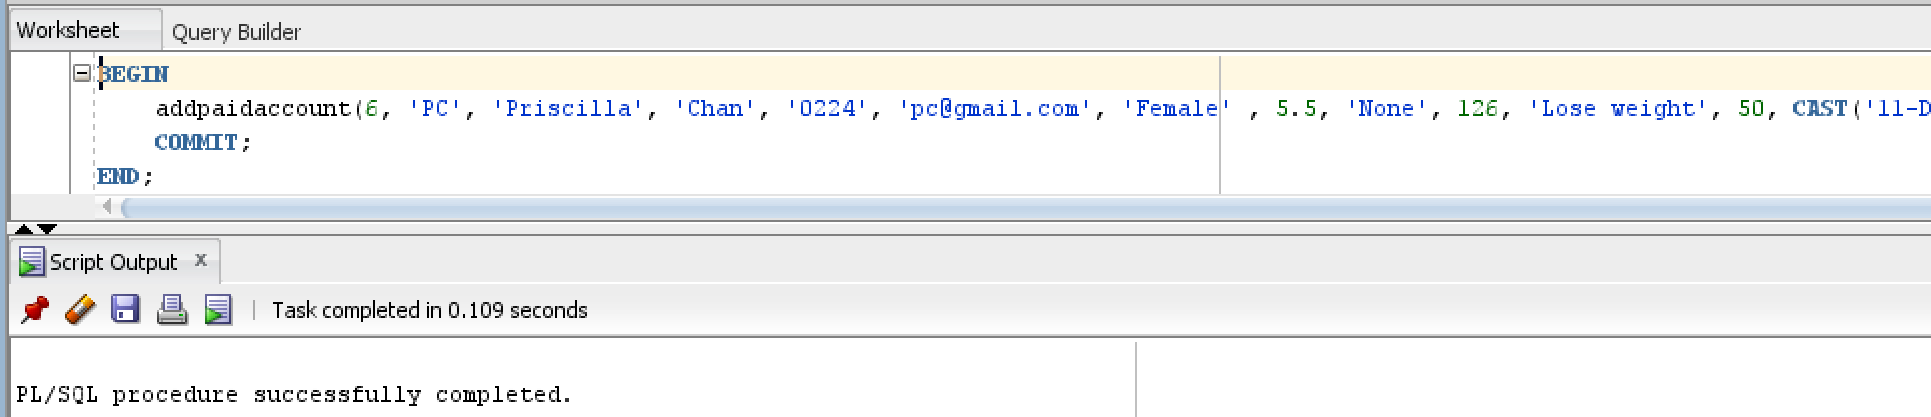 Worksheet Query Builder
BEGIN
addpaidaccount(6, 'PC', 'Priscilla', 'Chan', '0224', 'pc@gmail.com', 'Female' , 5.5, 'None', 126, 'Lose weight', 50, CAST('11-D
COMMIT;
END;
Script Output x
Task completed in 0.109 seconds
PL/SQL procedure successfully completed.